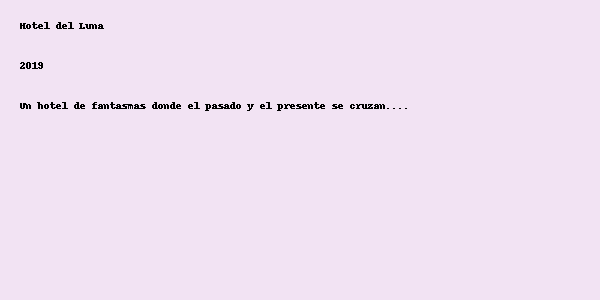 Hotel del Luna
2019
Un hotel de fantasmas donde el pasado y el presente se cruzan....